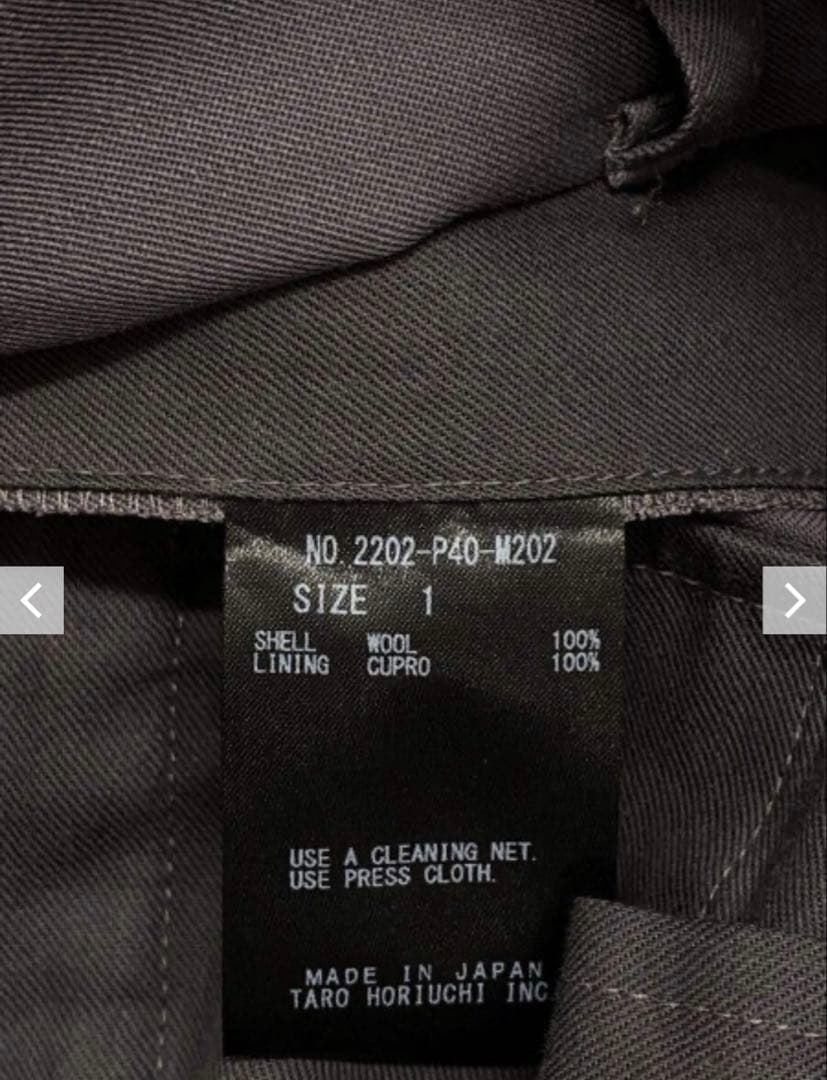 NO.2202-P40-M202
SIZE 1
SHELL WOOL 100%
LINING CUPRO 100%
USE A CLEANING NET.
USE PRESS CLOTH.
MADE IN JAPAN
TARO HORIUCHI INC.